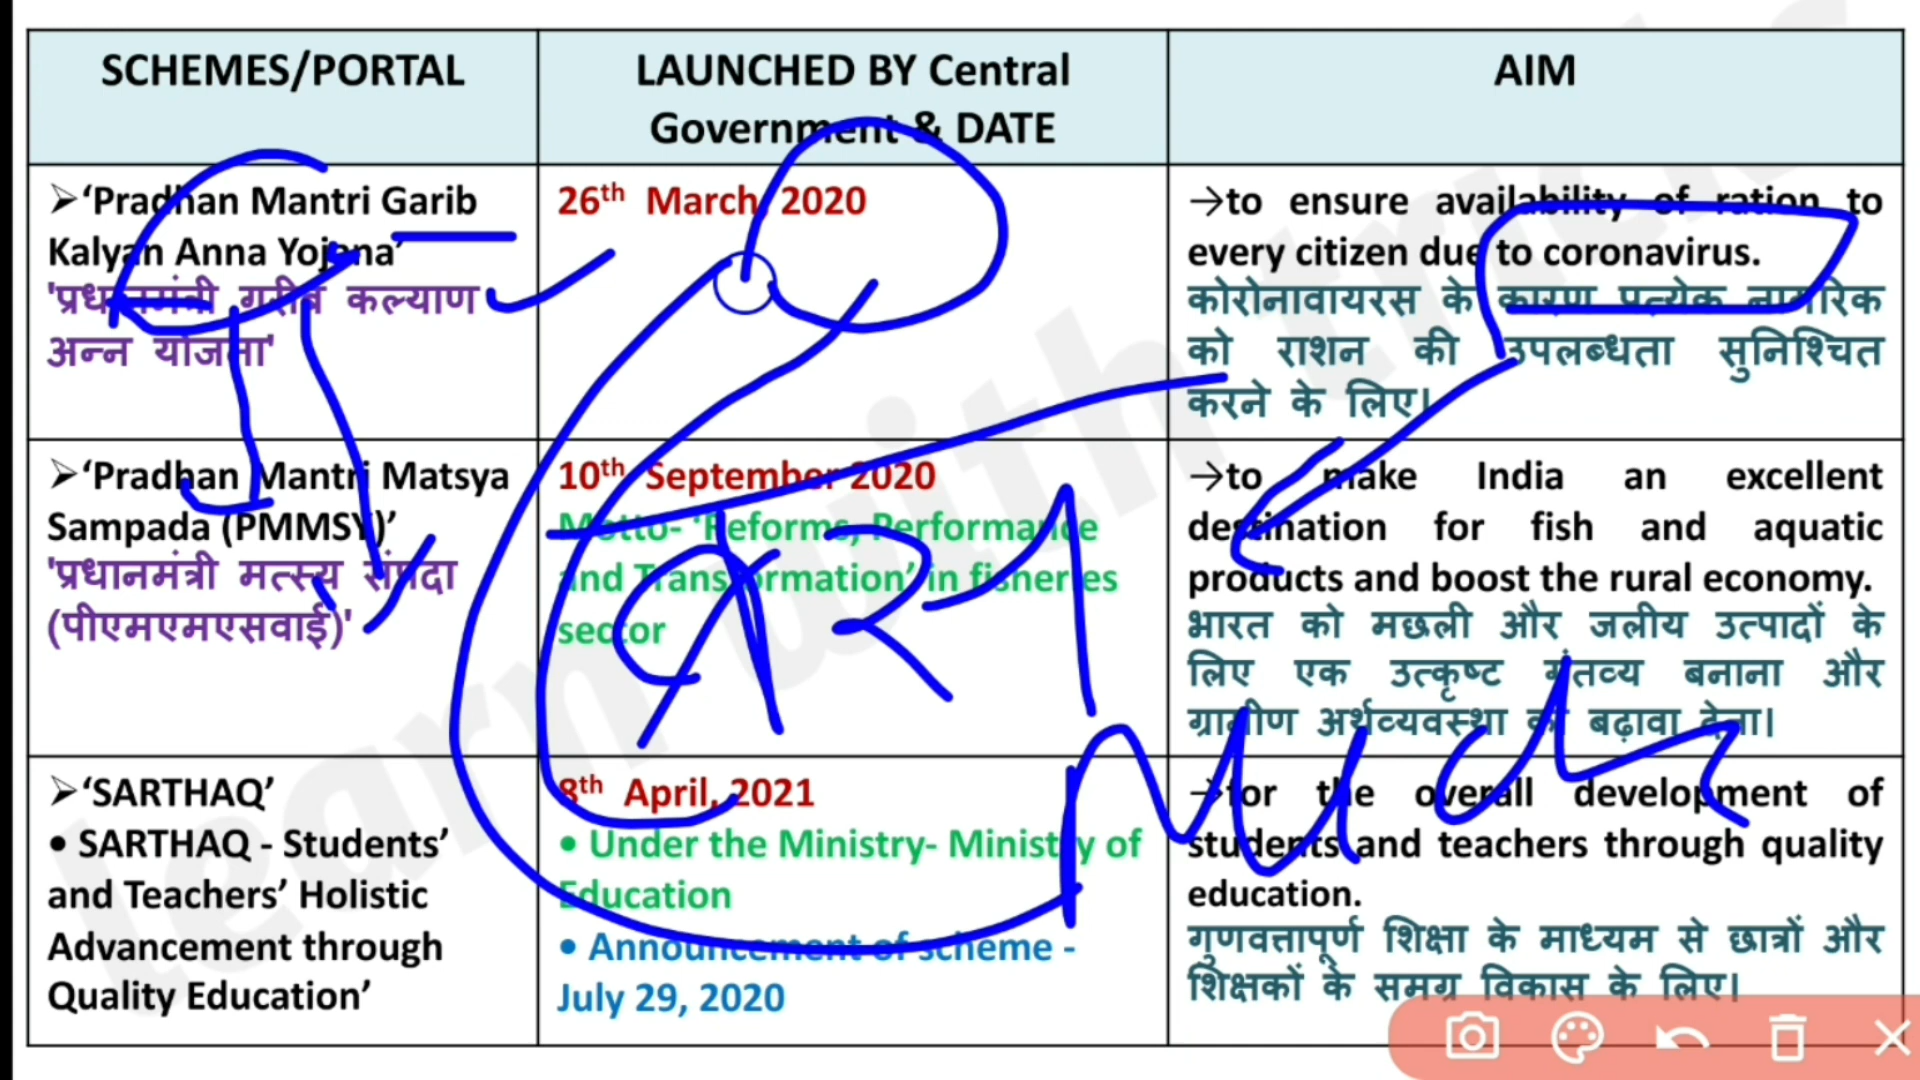 SCHEMES/PORTAL
LAUNCHED BY Central
Government & DATE
AIM
➢‘Pradhan Mantri Garib
Kalyan Anna Yojana’
'प्रधानमंत्री गरीब कल्याण
अन्न योजना'
26th March, 2020
→to ensure availability of ration to
every citizen due to coronavirus.
कोरोनावायरस के कारण प्रत्येक नागरिक
को राशन की उपलब्धता सुनिश्चित
करने के लिए।
➢‘Pradhan Mantri Matsya
Sampada (PMMSY)’
'प्रधानमंत्री मत्स्य संपदा
(पीएमएमएसवाई)'
10th September 2020
Motto- ‘Reforms, Performance
and Transformation’ in fisheries
sector
→to make India an excellent
destination for fish and aquatic
products and boost the rural economy.
भारत को मछली और जलीय उत्पादों के
लिए एक उत्कृष्ट गंतव्य बनाना और
ग्रामीण अर्थव्यवस्था को बढ़ावा देना।
➢‘SARTHAQ’
• SARTHAQ - Students’
and Teachers’ Holistic
Advancement through
Quality Education’
8th April, 2021
• Under the Ministry- Ministry of
Education
• Announcement of scheme -
July 29, 2020
→for the overall development of
students and teachers through quality
education.
गुणवत्तापूर्ण शिक्षा के माध्यम से छात्रों और
शिक्षकों के समग्र विकास के लिए।
learn with